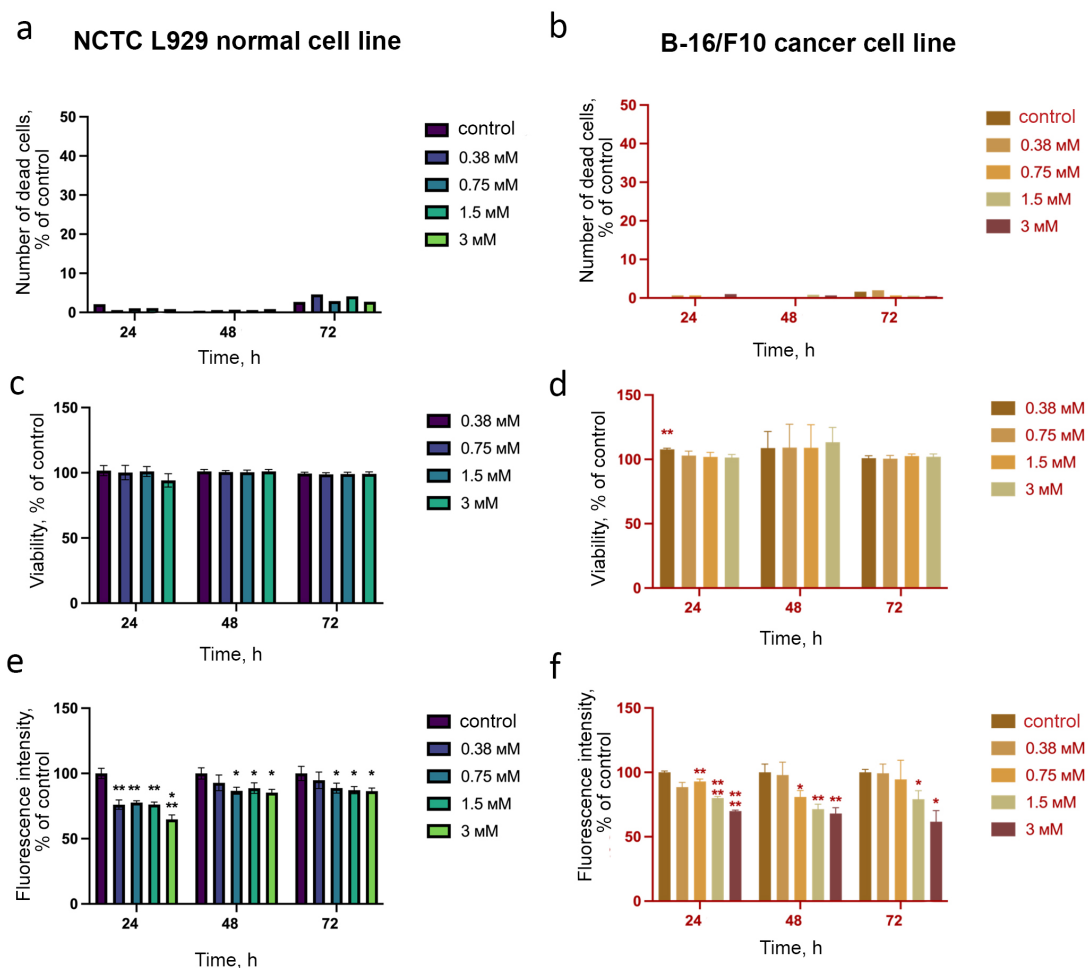 a
NCTC L929 normal cell line
Number of dead cells,
% of control
50
40
30
20
10
0
24
48
72
Time, h
control
0.38 мМ
0.75 мМ
1.5 мМ
3 мМ
b
B-16/F10 cancer cell line
Number of dead cells,
% of control
50
40
30
20
10
0
24
48
72
Time, h
control
0.38 мМ
0.75 мМ
1.5 мМ
3 мМ
c
Viability, % of control
150
100
50
0
24
48
72
Time, h
0.38 мМ
0.75 мМ
1.5 мМ
3 мМ
d
Viability, % of control
150
100
50
0
**
24
48
72
Time, h
0.38 мМ
0.75 мМ
1.5 мМ
3 мМ
e
Fluorescence intensity,
% of control
150
100
50
0
** ** ** *
**
* * *
* * *
24
48
72
Time, h
control
0.38 мМ
0.75 мМ
1.5 мМ
3 мМ
f
Fluorescence intensity,
% of control
150
100
50
0
** ** **
** **
* ** **
* *
24
48
72
Time, h
control
0.38 мМ
0.75 мМ
1.5 мМ
3 мМ